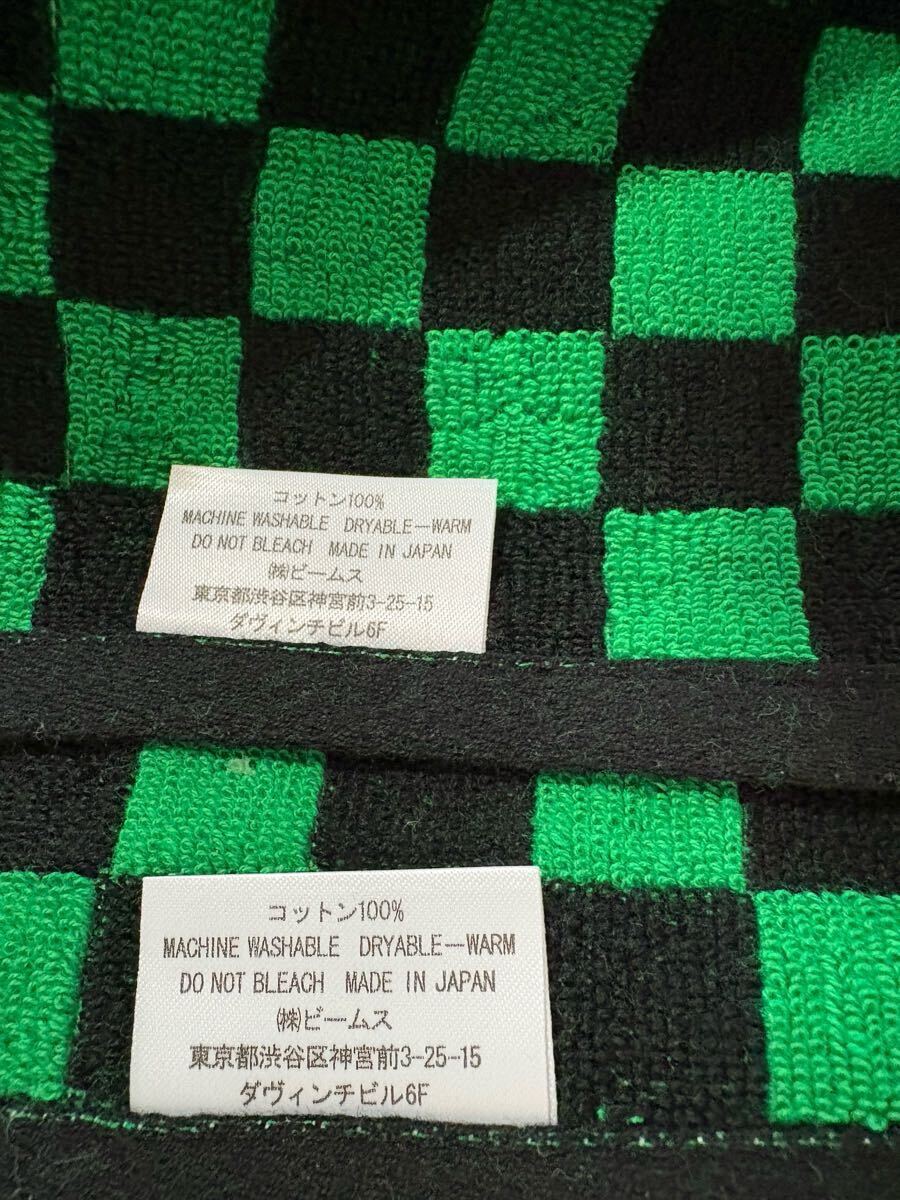 コットン100%
MACHINE WASHABLE DRYABLE—WARM
DO NOT BLEACH MADE IN JAPAN
㈱ビームス
東京都渋谷区神宮前3-25-15
ダヴィンチビル6F
コットン100%
MACHINE WASHABLE DRYABLE—WARM
DO NOT BLEACH MADE IN JAPAN
㈱ビームス
東京都渋谷区神宮前3-25-15
ダヴィンチビル6F